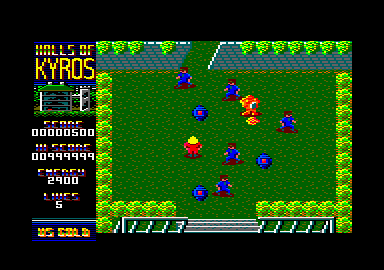 HALLS OF
KYROS
SCORE
00000500
HI SCORE
00999999
ENERGY
2900
LIVES
5
US GOLD